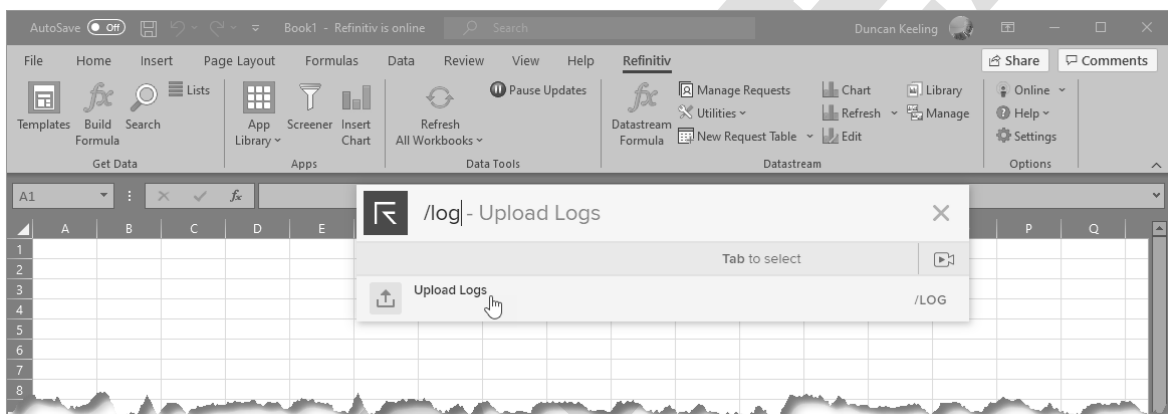 AutoSave Off Book1 - Refinitiv is online Search Duncan Keeling
File Home Insert Page Layout Formulas Data Review View Help Refinitiv Share Comments
Templates Build Formula Search Lists
Get Data
App Library Screener Insert Chart
Apps
Refresh All Workbooks Pause Updates
Data Tools
Datastream Formula Manage Requests Utilities New Request Table Chart Refresh Edit Library Manage
Datastream
Online Help Settings
Options
A1 fx
/log - Upload Logs
Tab to select
Upload Logs /LOG
A B C D E P Q
1
2
3
4
5
6
7
8